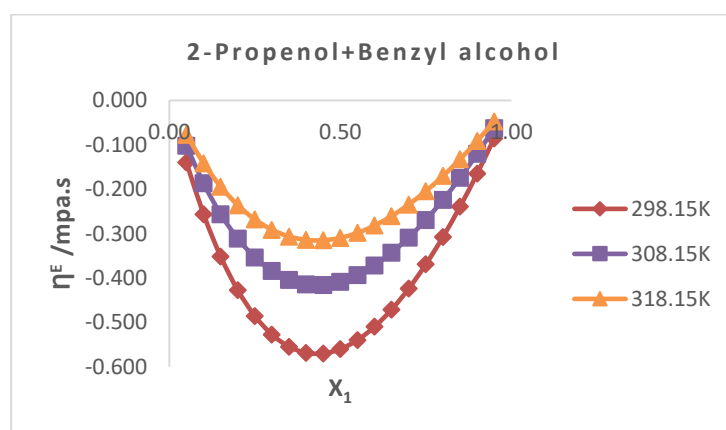 2-Propenol+Benzyl alcohol
0.000
0.00 0.50 1.00
-0.100
-0.200
-0.300
-0.400
-0.500
-0.600
ηᴱ /mpa.s
X₁
298.15K
308.15K
318.15K